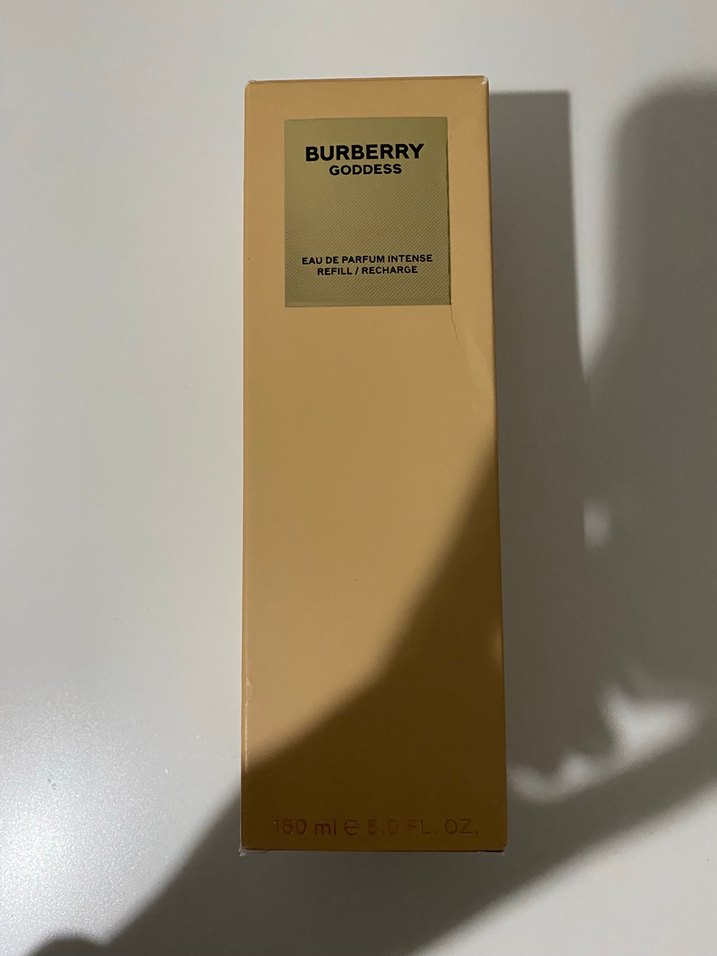 BURBERRY
GODDESS
EAU DE PARFUM INTENSE
REFILL / RECHARGE
150 ml ℮ 5.0 FL. OZ.